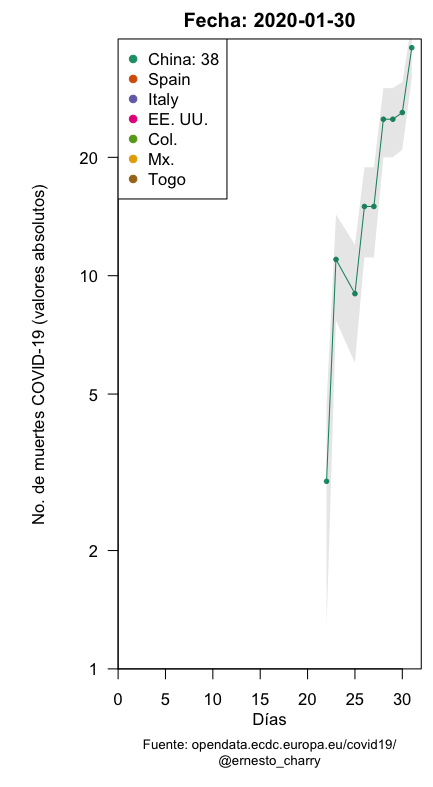 Fecha: 2020-01-30
China: 38
Spain
Italy
EE. UU.
Col.
Mx.
Togo
No. de muertes COVID-19 (valores absolutos)
20
10
5
2
1
0 5 10 15 20 25 30
Días
Fuente: opendata.ecdc.europa.eu/covid19/
@ernesto_charry